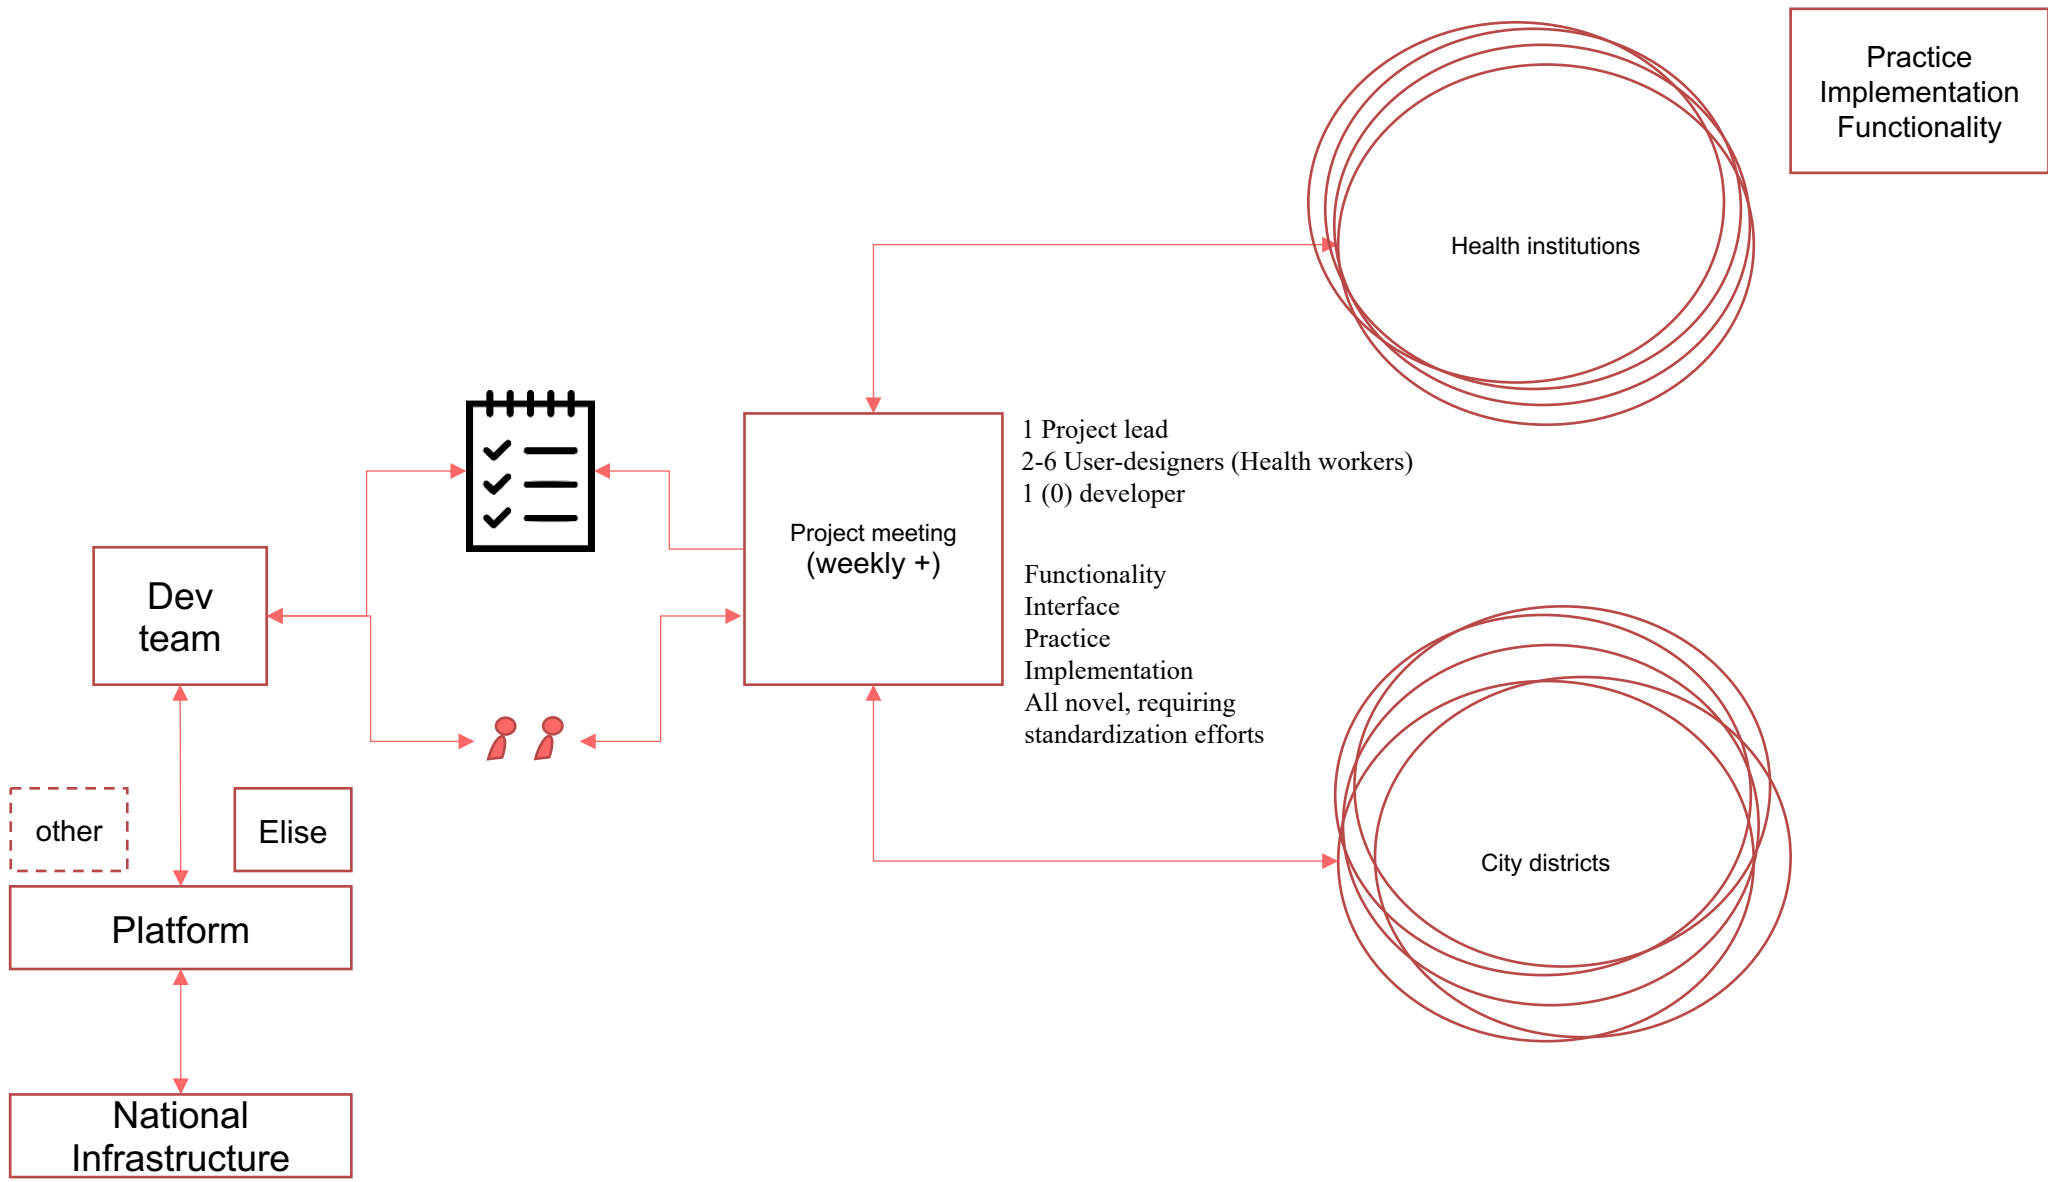 Practice
Implementation
Functionality
Health institutions
1 Project lead
2-6 User-designers (Health workers)
1 (0) developer
Project meeting
(weekly +)
Functionality
Interface
Practice
Implementation
All novel, requiring
standardization efforts
Dev
team
other
Elise
Platform
City districts
National
Infrastructure